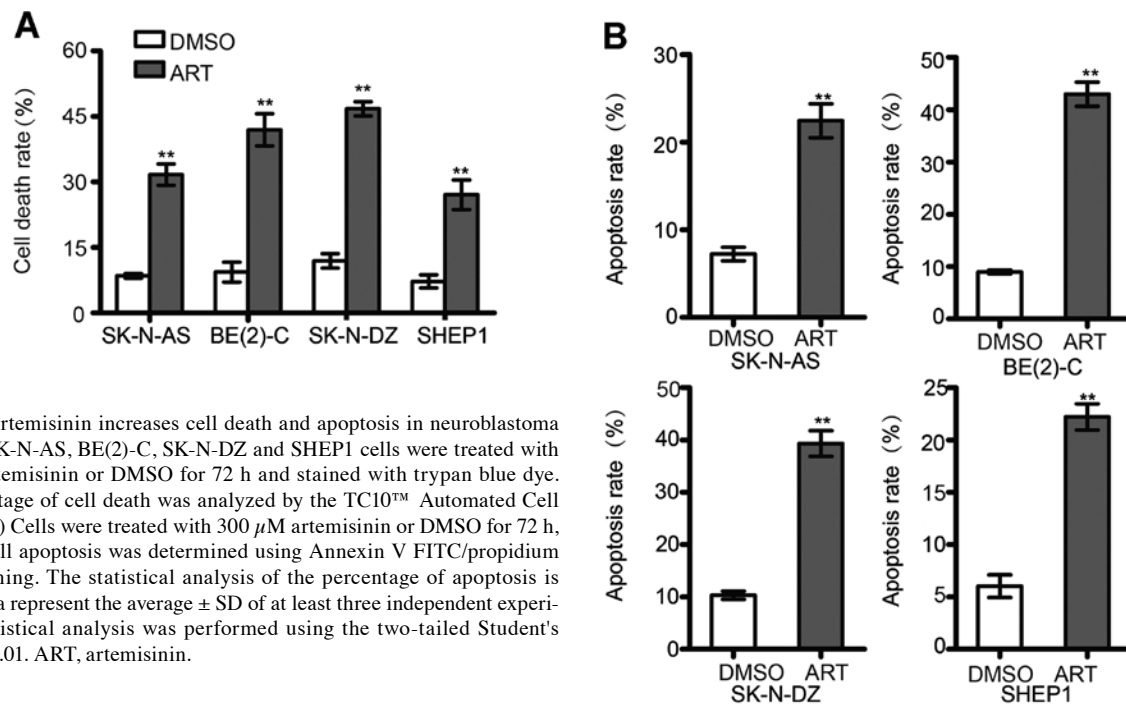 A
DMSO
ART
60
45
30
15
0
Cell death rate (%)
**
**
**
**
SK-N-AS BE(2)-C SK-N-DZ SHEP1
B
30
20
10
0
Apoptosis rate (%)
**
DMSO ART
SK-N-AS
50
40
30
20
10
0
Apoptosis rate (%)
**
DMSO ART
BE(2)-C
50
40
30
20
10
0
Apoptosis rate (%)
**
DMSO ART
SK-N-DZ
25
20
15
10
5
0
Apoptosis rate (%)
**
DMSO ART
SHEP1
rtemisinin increases cell death and apoptosis in neuroblastoma
K-N-AS, BE(2)-C, SK-N-DZ and SHEP1 cells were treated with
temisinin or DMSO for 72 h and stained with trypan blue dye.
tage of cell death was analyzed by the TC10™ Automated Cell
) Cells were treated with 300 µM artemisinin or DMSO for 72 h,
ll apoptosis was determined using Annexin V FITC/propidium
ning. The statistical analysis of the percentage of apoptosis is
a represent the average ± SD of at least three independent experi-
tistical analysis was performed using the two-tailed Student's
.01. ART, artemisinin.